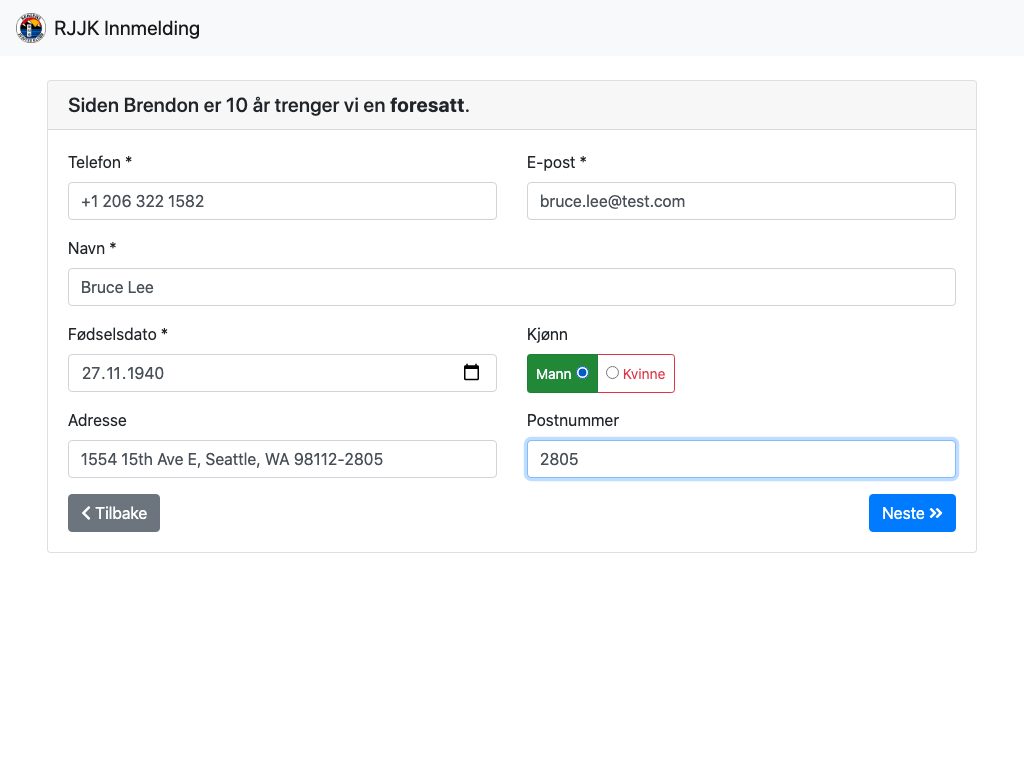 RJJK Innmelding
Siden Brendon er 10 år trenger vi en foresatt.
Telefon *
E-post *
+1 206 322 1582
bruce.lee@test.com
Navn *
Bruce Lee
Fødselsdato *
Kjønn
27.11.1940
Mann
Kvinne
Adresse
Postnummer
1554 15th Ave E, Seattle, WA 98112-2805
2805
Tilbake
Neste